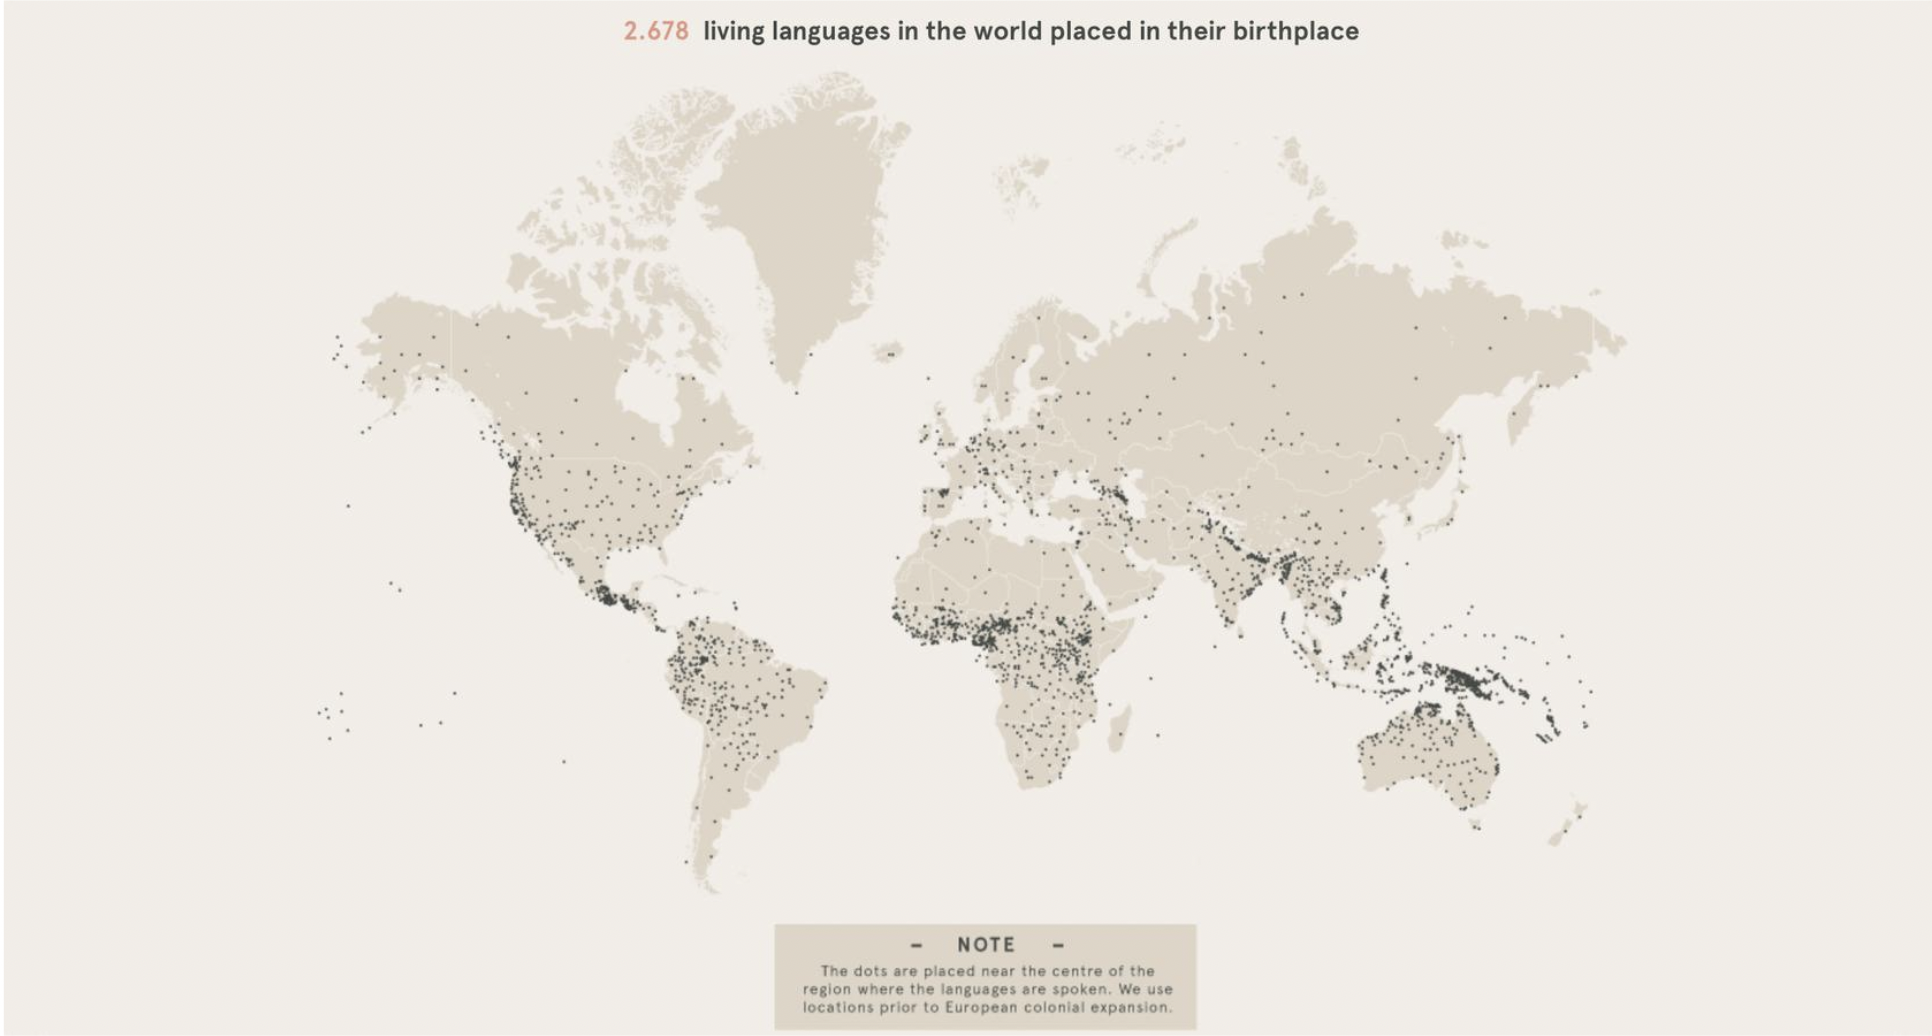 2.678 living languages in the world placed in their birthplace
– NOTE –
The dots are placed near the centre of the
region where the languages are spoken. We use
locations prior to European colonial expansion.